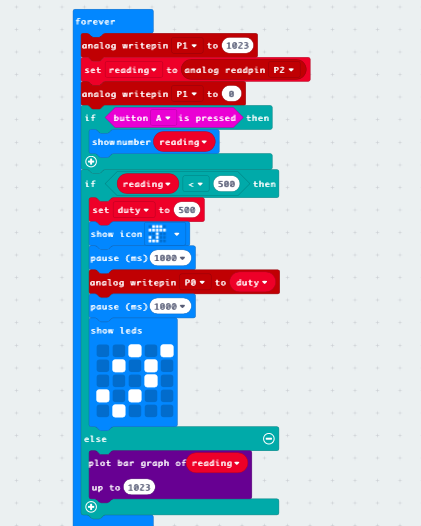 forever
analog writepin P1 to 1023
set reading to analog readpin P2
analog writepin P1 to 0
if button A is pressed then
shownumber reading
if reading < 500 then
set duty to 500
show icon
pause (ms) 1000
analog writepin P0 to duty
pause (ms) 1000
show leds
else
plot bar graph of reading
up to 1023